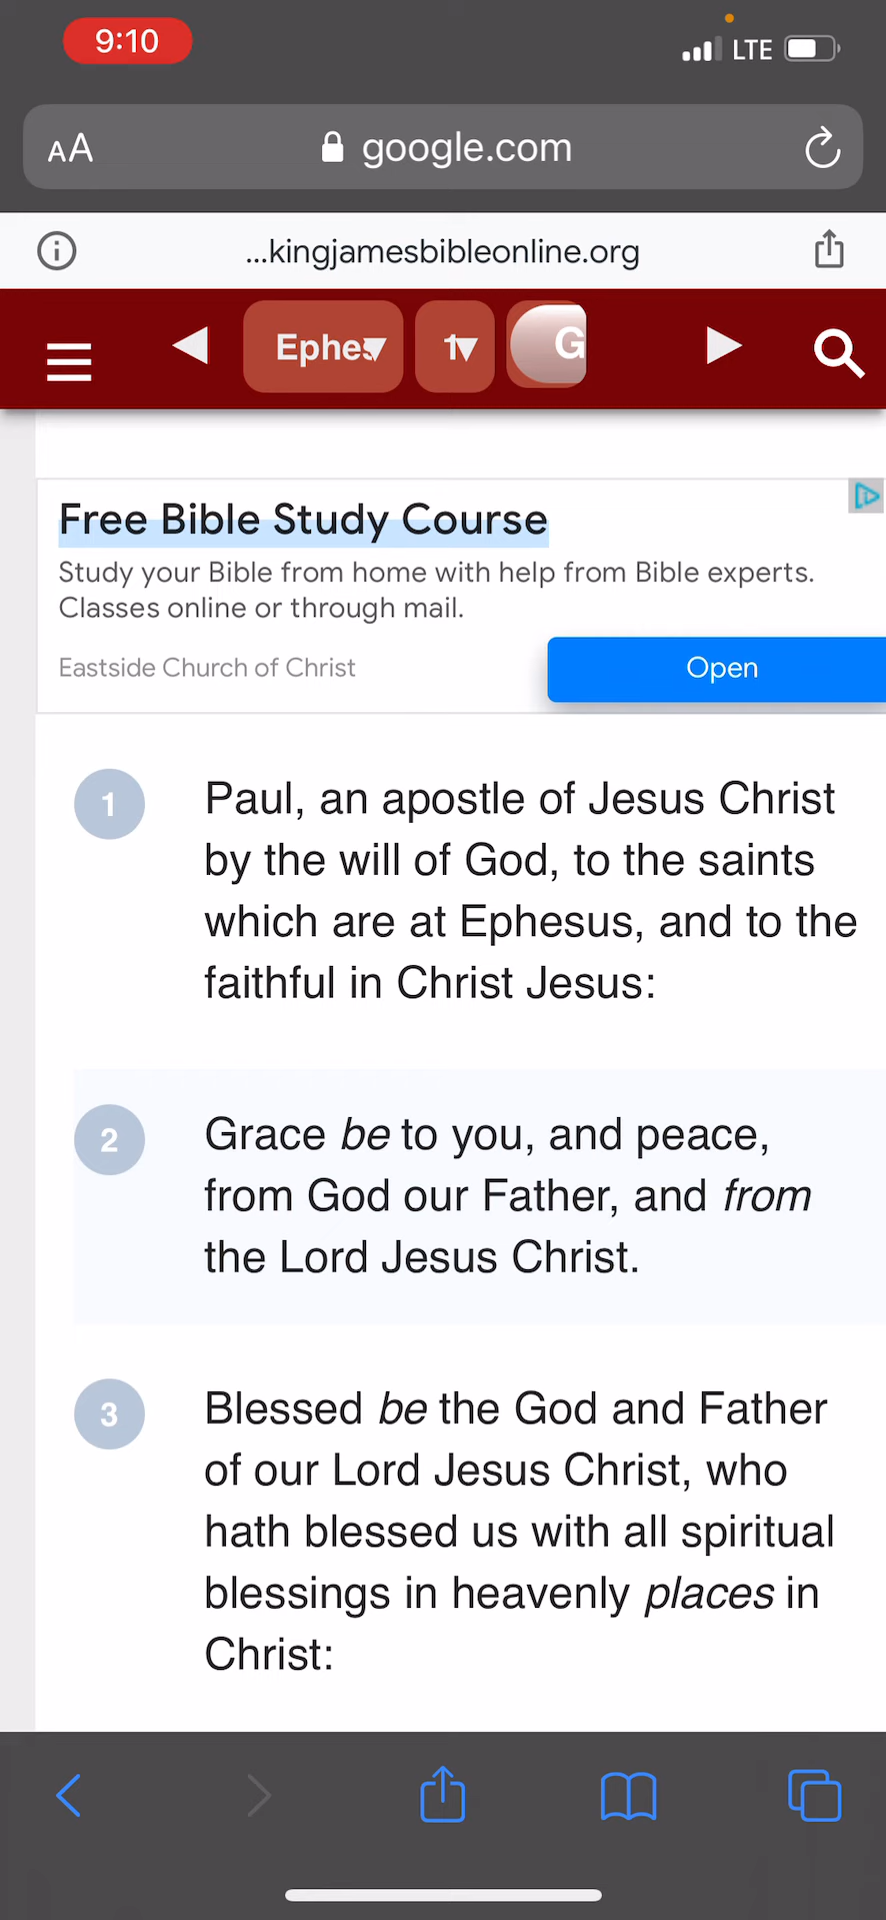 9:10
LTE
AA
google.com
...kingjamesbibleonline.org
Ephes
1
G
Free Bible Study Course
Study your Bible from home with help from Bible experts.
Classes online or through mail.
Eastside Church of Christ
Open
1
Paul, an apostle of Jesus Christ
by the will of God, to the saints
which are at Ephesus, and to the
faithful in Christ Jesus:
2
Grace be to you, and peace,
from God our Father, and from
the Lord Jesus Christ.
3
Blessed be the God and Father
of our Lord Jesus Christ, who
hath blessed us with all spiritual
blessings in heavenly places in
Christ: